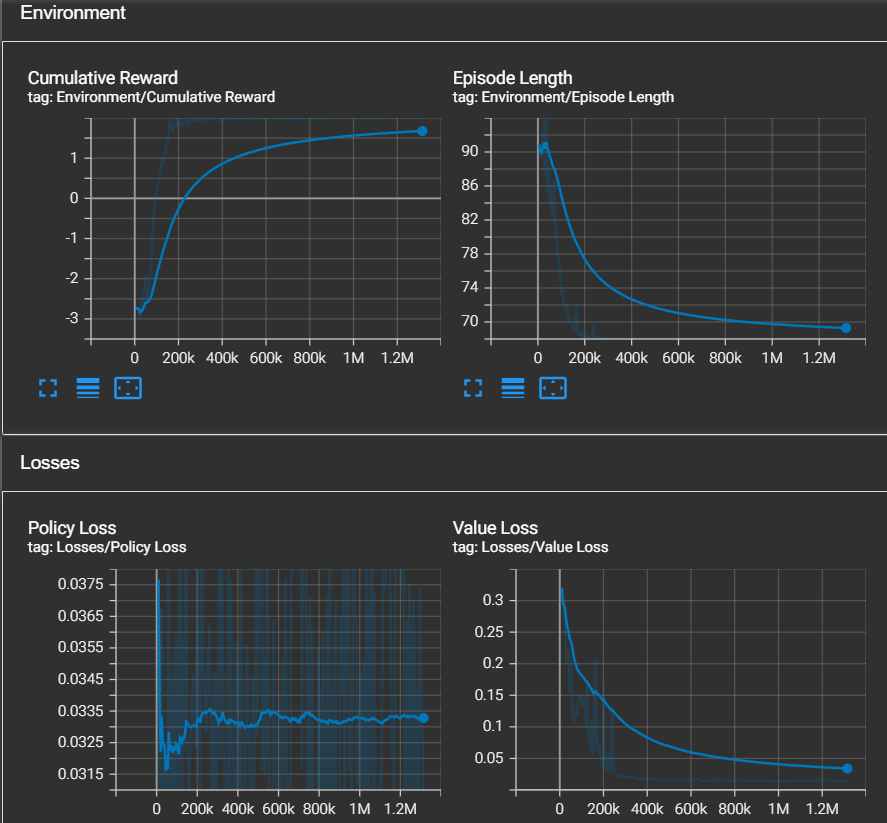 Environment
Cumulative Reward
tag: Environment/Cumulative Reward
1
0
-1
-2
-3
0 200k 400k 600k 800k 1M 1.2M
Episode Length
tag: Environment/Episode Length
90
86
82
78
74
70
0 200k 400k 600k 800k 1M 1.2M
Losses
Policy Loss
tag: Losses/Policy Loss
0.0375
0.0365
0.0355
0.0345
0.0335
0.0325
0.0315
0 200k 400k 600k 800k 1M 1.2M
Value Loss
tag: Losses/Value Loss
0.3
0.25
0.2
0.15
0.1
0.05
0 200k 400k 600k 800k 1M 1.2M